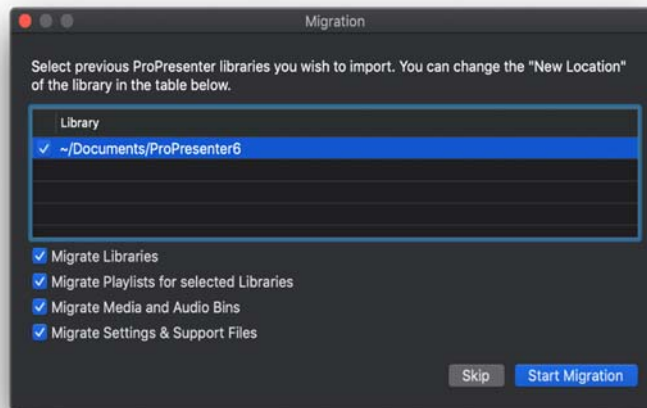 Migration
Select previous ProPresenter libraries you wish to import. You can change the "New Location"
of the library in the table below.
Library
~/Documents/ProPresenter6
Migrate Libraries
Migrate Playlists for selected Libraries
Migrate Media and Audio Bins
Migrate Settings & Support Files
Skip
Start Migration